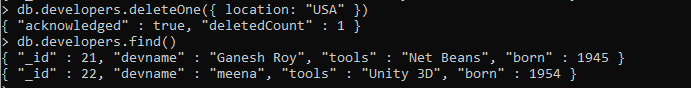 > db.developers.deleteOne({ location: "USA" })
{ "acknowledged" : true, "deletedCount" : 1 }
> db.developers.find()
{ "_id" : 21, "devname" : "Ganesh Roy", "tools" : "Net Beans", "born" : 1945 }
{ "_id" : 22, "devname" : "meena", "tools" : "Unity 3D", "born" : 1954 }